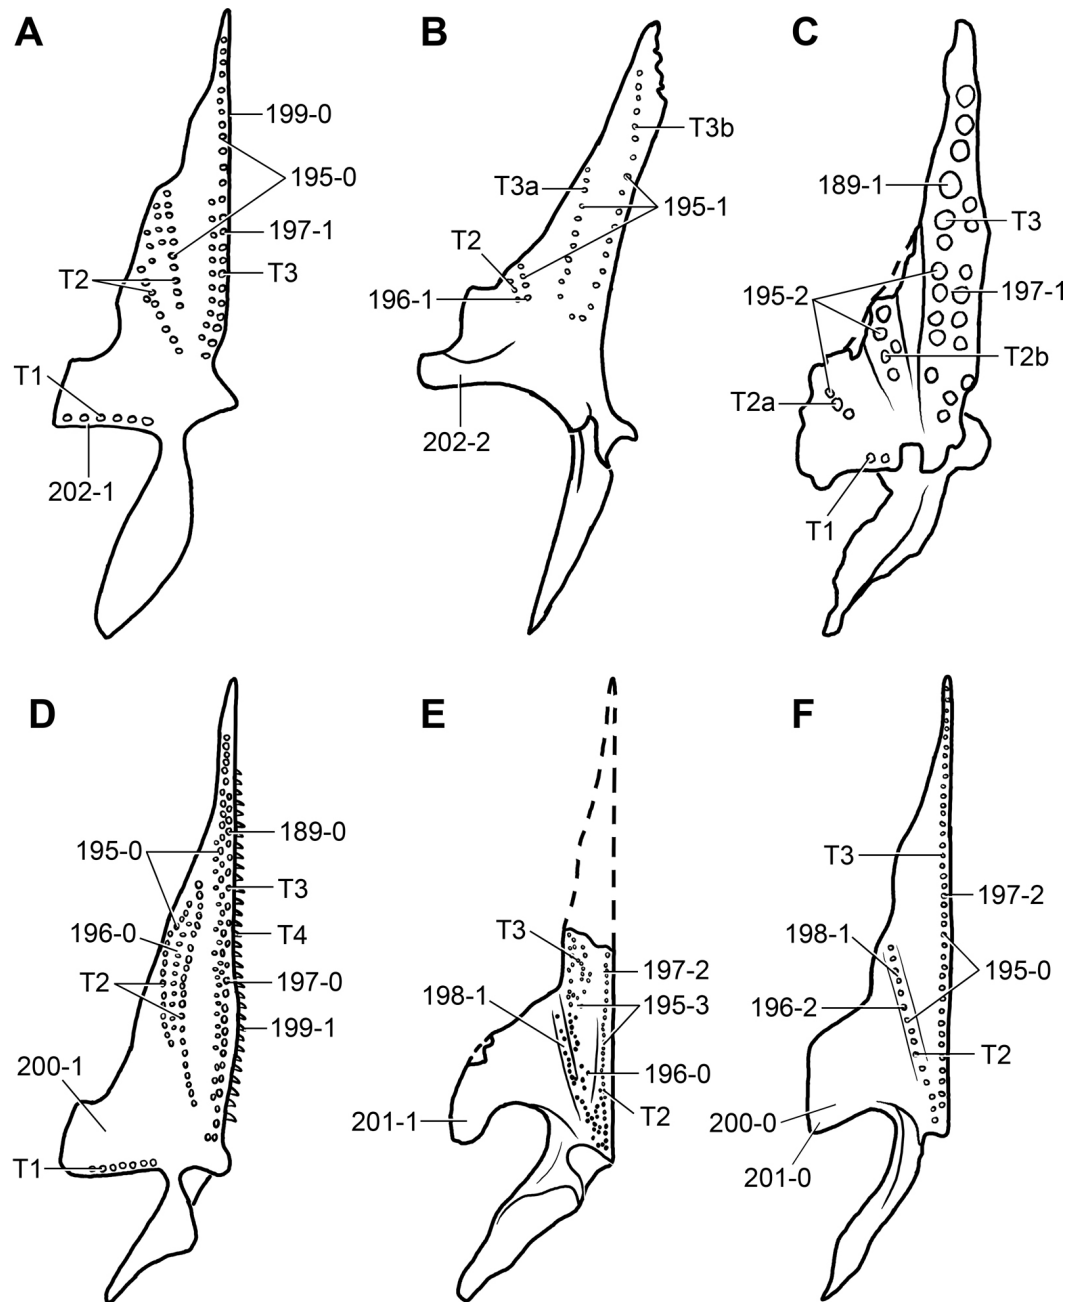 A
199-0
195-0
197-1
T2
T3
T1
202-1
B
T3b
T3a
195-1
T2
196-1
202-2
C
189-1
T3
195-2
197-1
T2b
T2a
T1
D
189-0
195-0
T3
196-0
T4
T2
197-0
199-1
200-1
T1
E
T3
197-2
198-1
195-3
196-0
T2
201-1
F
T3
197-2
198-1
195-0
196-2
T2
200-0
201-0